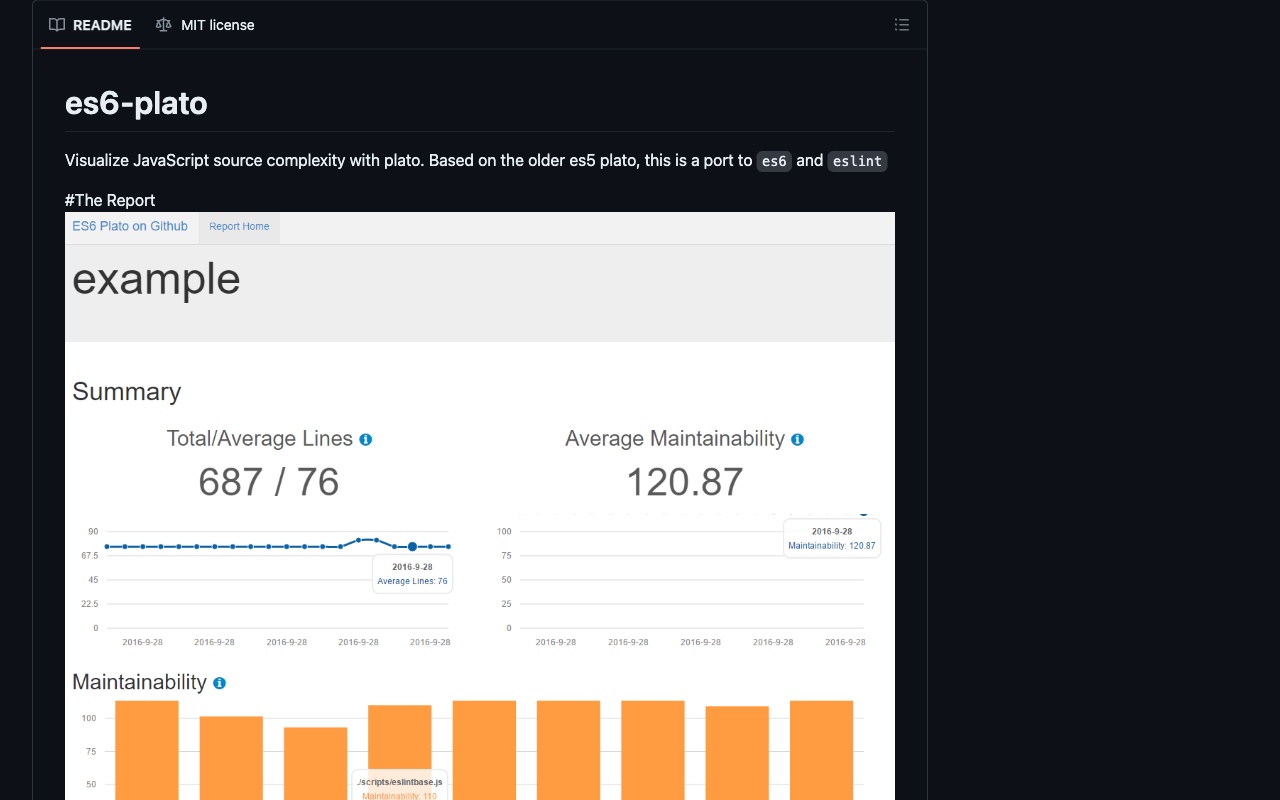 README MIT license
es6-plato
Visualize JavaScript source complexity with plato. Based on the older es5 plato, this is a port to es6 and eslint
#The Report
ES6 Plato on Github Report Home
example
Summary
Total/Average Lines
687 / 76
Average Maintainability
120.87
90
67.5
45
22.5
0
2016-9-28
Average Lines: 76
2016-9-28 2016-9-28 2016-9-28 2016-9-28 2016-9-28
100
75
50
25
0
2016-9-28
Maintainability: 120.87
2016-9-28 2016-9-28 2016-9-28 2016-9-28 2016-9-28
Maintainability
100
75
50
./scripts/eslintbase.js
Maintainability: 110